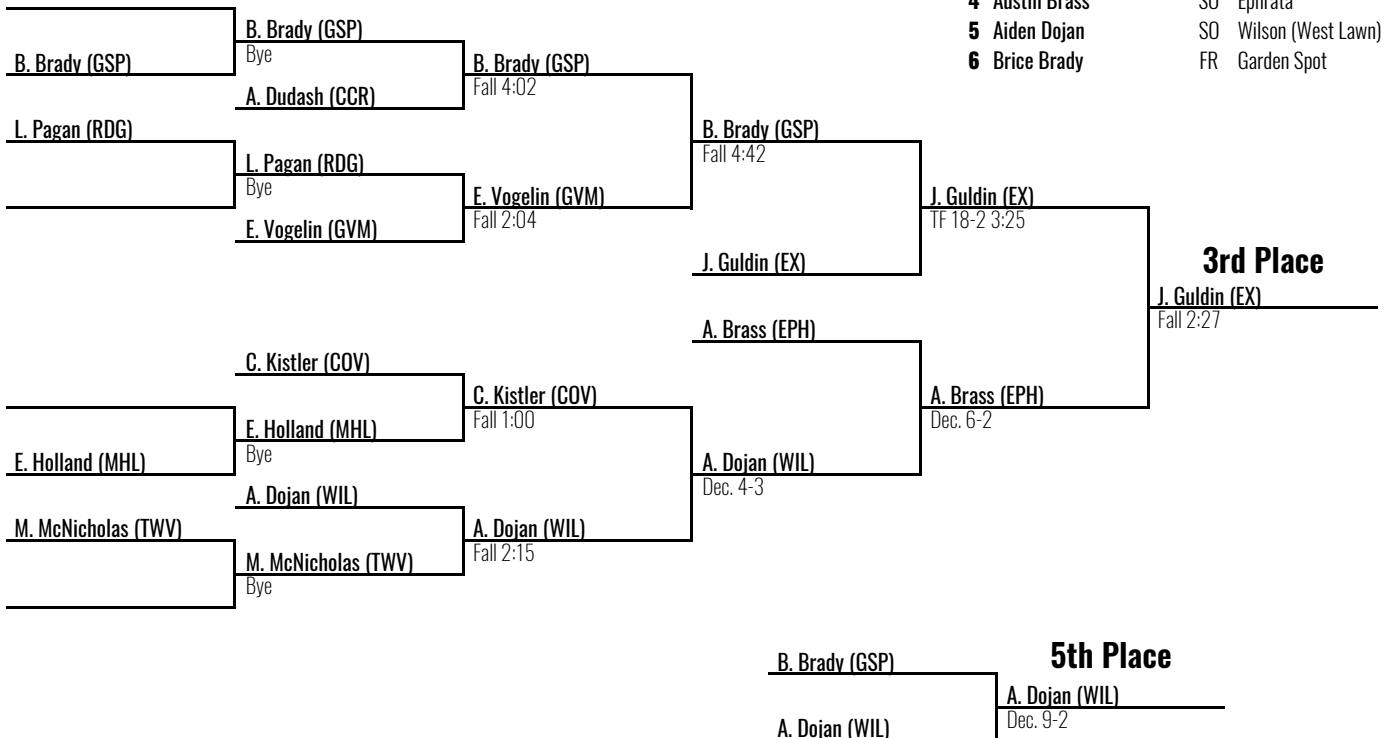 4 Austin Brass SO Ephrata
5 Aiden Dojan SO Wilson (West Lawn)
6 Brice Brady FR Garden Spot
B. Brady (GSP)
L. Pagan (RDG)
E. Holland (MHL)
M. McNicholas (TWV)
B. Brady (GSP)
Bye
A. Dudash (CCR)
L. Pagan (RDG)
Bye
E. Vogelin (GVM)
C. Kistler (COV)
E. Holland (MHL)
Bye
A. Dojan (WIL)
M. McNicholas (TWV)
Bye
B. Brady (GSP)
Fall 4:02
E. Vogelin (GVM)
Fall 2:04
C. Kistler (COV)
Fall 1:00
A. Dojan (WIL)
Fall 2:15
B. Brady (GSP)
Fall 4:42
J. Guldin (EX)
A. Brass (EPH)
A. Dojan (WIL)
Dec. 4-3
J. Guldin (EX)
TF 18-2 3:25
A. Brass (EPH)
Dec. 6-2
3rd Place
J. Guldin (EX)
Fall 2:27
5th Place
B. Brady (GSP)
A. Dojan (WIL)
A. Dojan (WIL)
Dec. 9-2